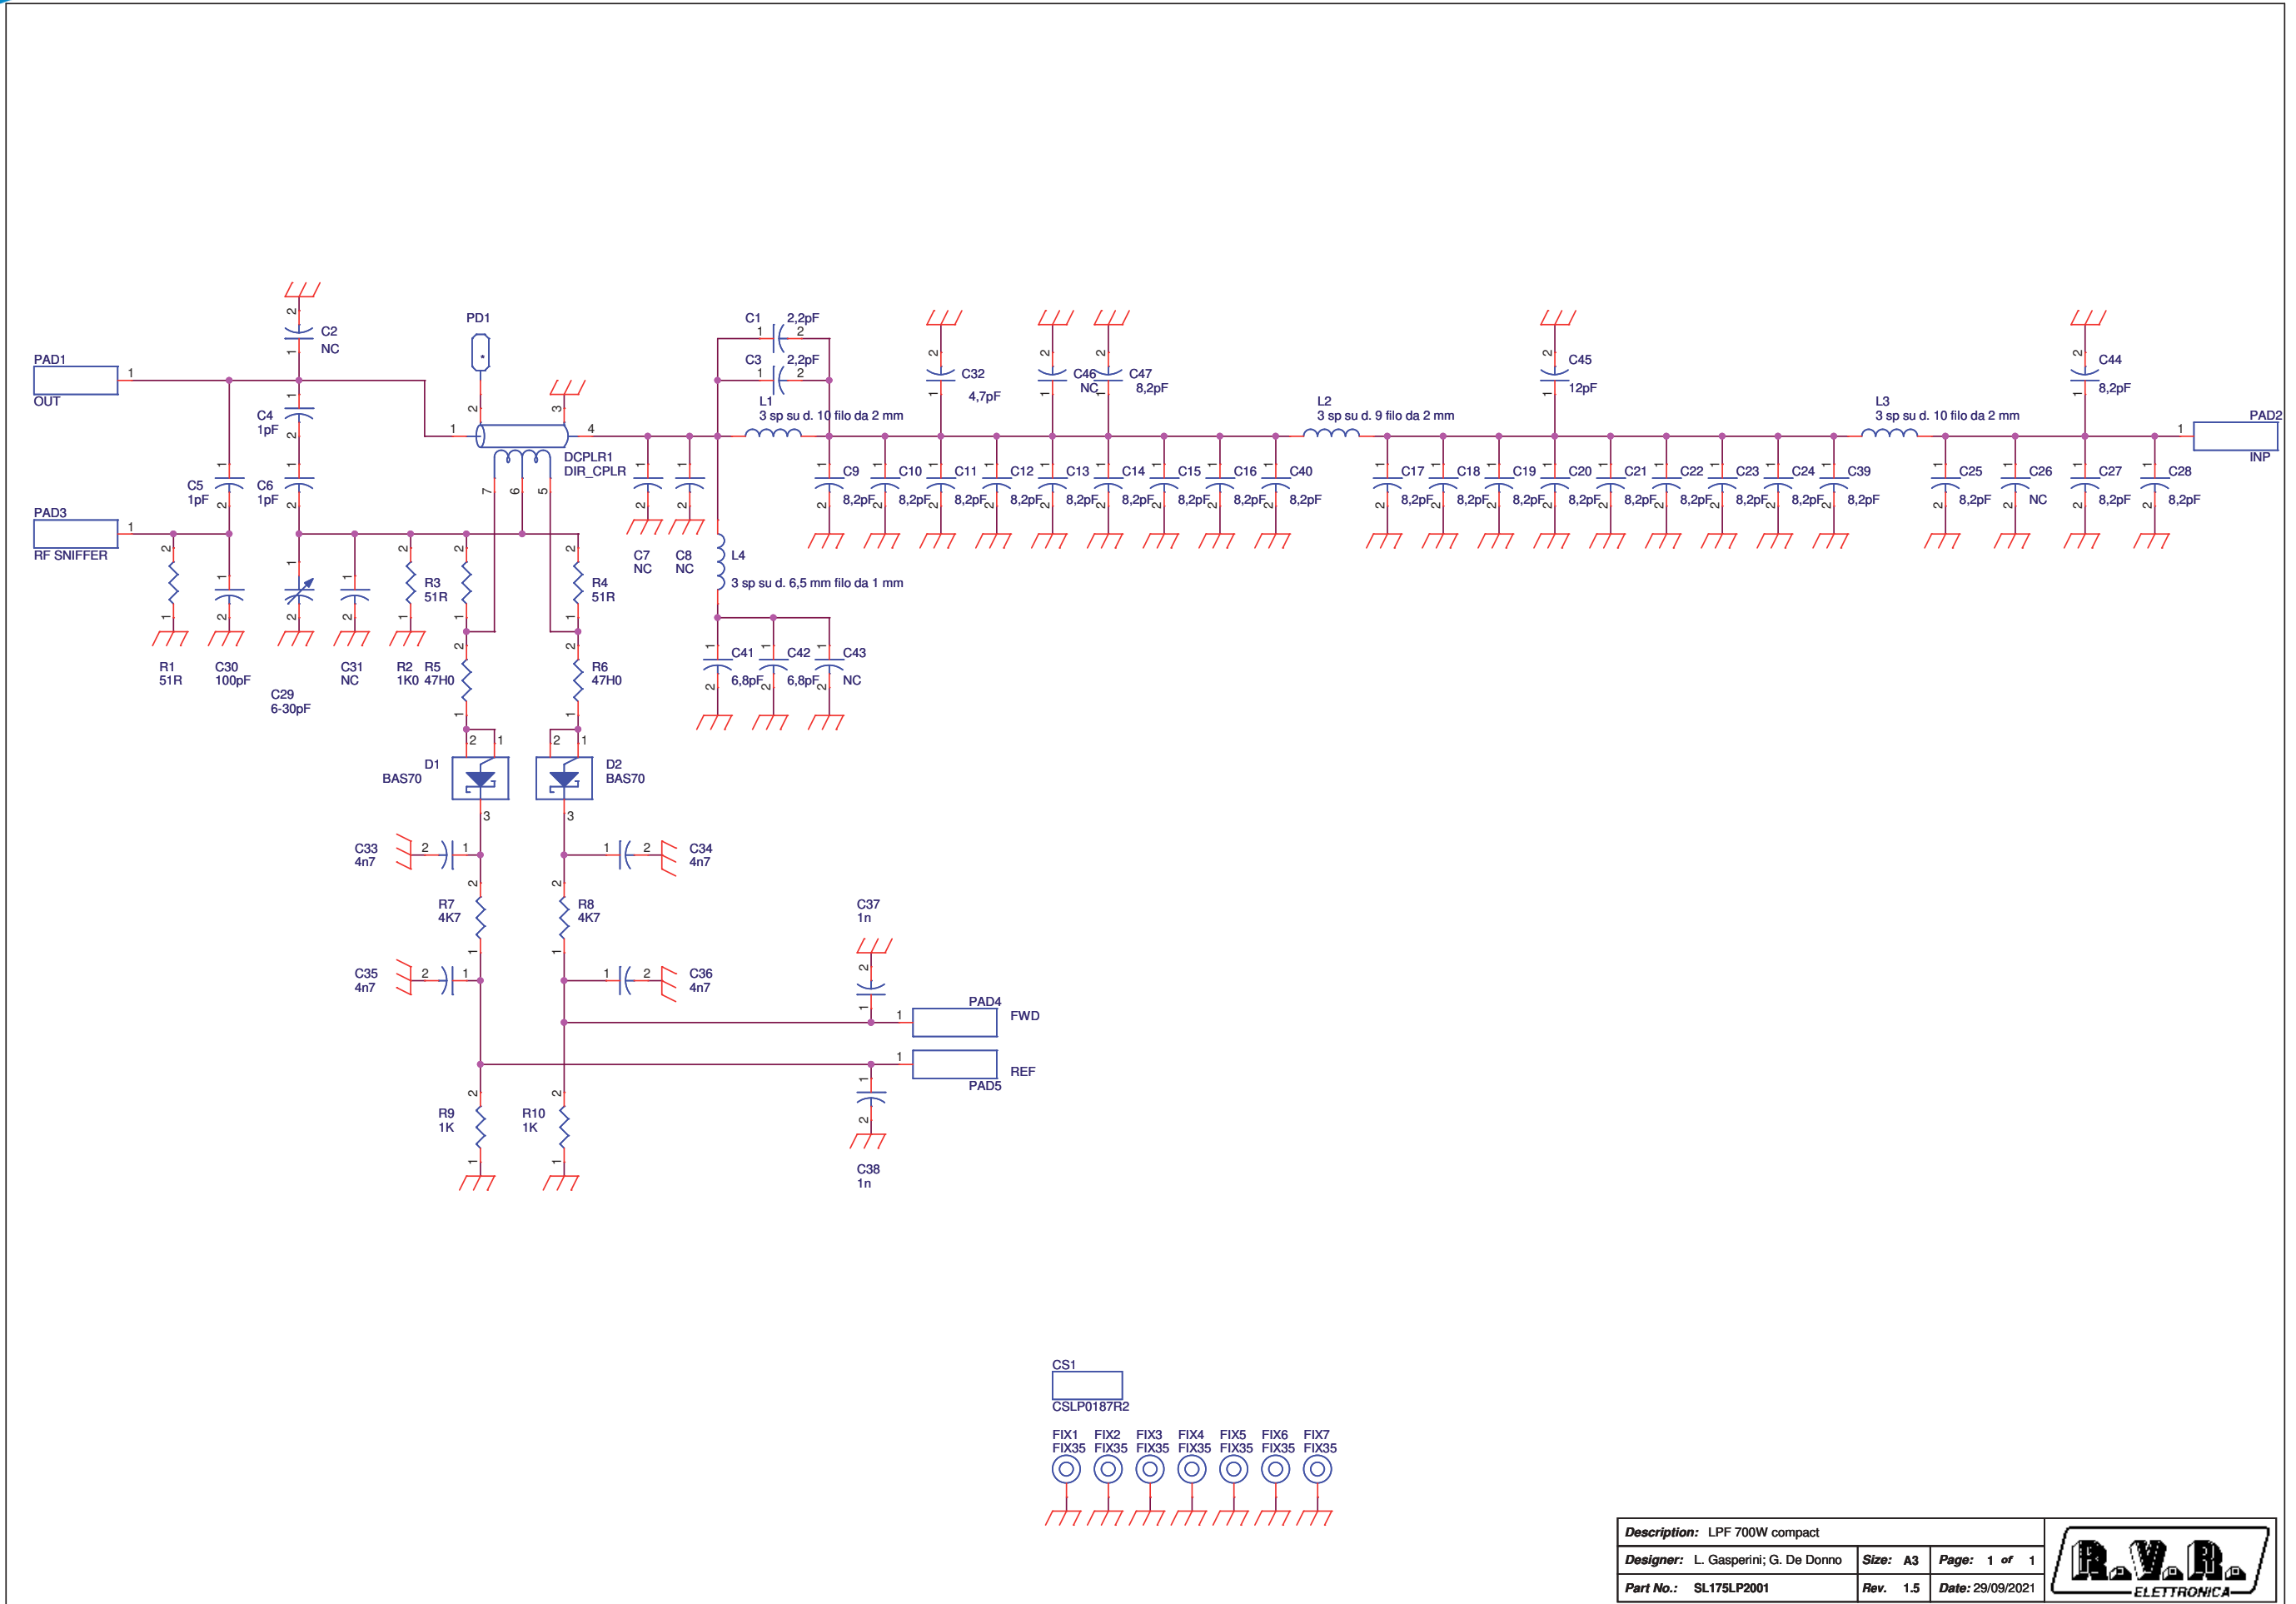 C2
NC
PD1
C1 2,2pF
C3 2,2pF
L1
3 sp su d. 10 filo da 2 mm
C32
4,7pF
C46
NC
C47
8,2pF
L2
3 sp su d. 9 filo da 2 mm
C45
12pF
L3
3 sp su d. 10 filo da 2 mm
C44
8,2pF
PAD1
OUT
PAD2
INP
C4
1pF
C5
1pF
C6
1pF
DCPLR1
DIR_CPLR
C7
NC
C8
NC
C9
8,2pF
C10
8,2pF
C11
8,2pF
C12
8,2pF
C13
8,2pF
C14
8,2pF
C15
8,2pF
C16
8,2pF
C40
8,2pF
C17
8,2pF
C18
8,2pF
C19
8,2pF
C20
8,2pF
C21
8,2pF
C22
8,2pF
C23
8,2pF
C24
8,2pF
C39
8,2pF
C25
8,2pF
C26
NC
C27
8,2pF
C28
8,2pF
PAD3
RF SNIFFER
R3
51R
R4
51R
L4
3 sp su d. 6,5 mm filo da 1 mm
R1
51R
C30
100pF
C29
6-30pF
C31
NC
R2
1K0
R5
47H0
R6
47H0
C41
6,8pF
C42
6,8pF
C43
NC
D1
BAS70
D2
BAS70
C33
4n7
C34
4n7
R7
4K7
R8
4K7
C37
1n
C35
4n7
C36
4n7
PAD4
FWD
REF
PAD5
R9
1K
R10
1K
C38
1n
CS1
CSLP0187R2
FIX1 FIX2 FIX3 FIX4 FIX5 FIX6 FIX7
FIX35 FIX35 FIX35 FIX35 FIX35 FIX35 FIX35
Description: LPF 700W compact
Designer: L. Gasperini; G. De Donno Size: A3 Page: 1 of 1
Part No.: SL175LP2001 Rev. 1.5 Date: 29/09/2021
R.V.R.
ELETTRONICA